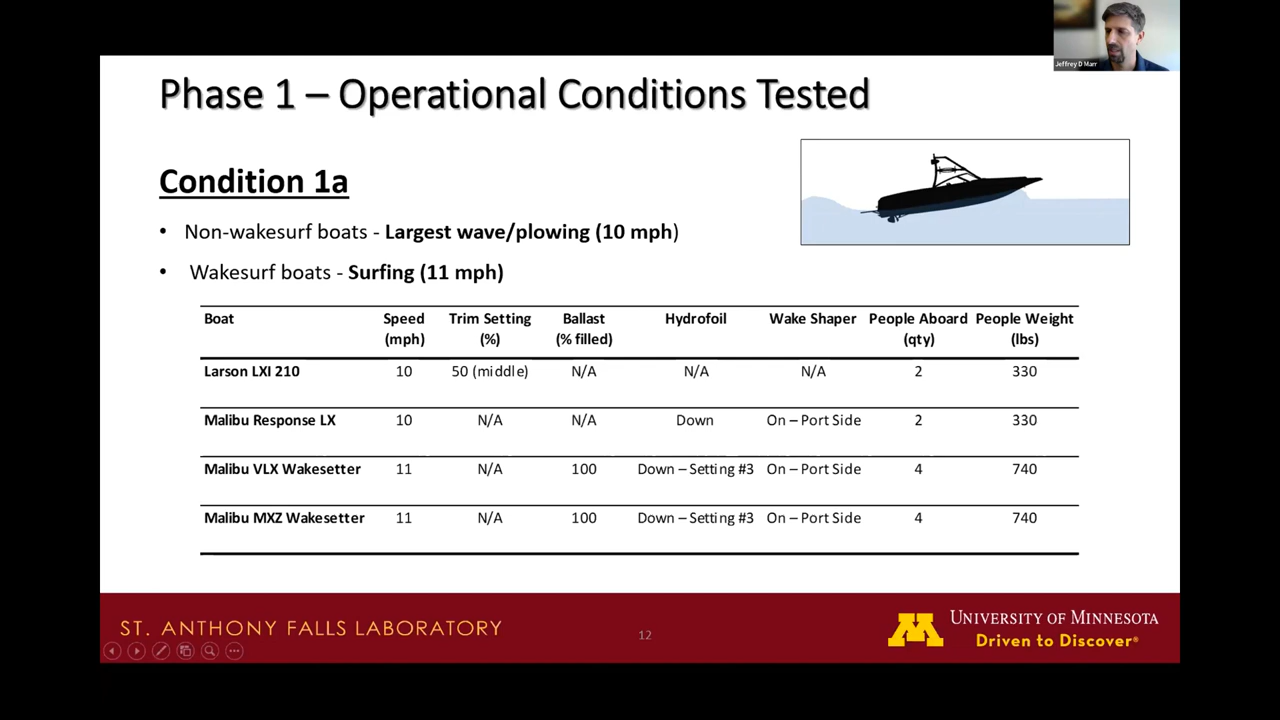 Jeffrey D Marr
Phase 1 – Operational Conditions Tested
Condition 1a
• Non-wakesurf boats - Largest wave/plowing (10 mph)
• Wakesurf boats - Surfing (11 mph)
Boat Speed (mph) Trim Setting (%) Ballast (% filled) Hydrofoil Wake Shaper People Aboard (qty) People Weight (lbs)
Larson LXI 210 10 50 (middle) N/A N/A N/A 2 330
Malibu Response LX 10 N/A N/A Down On – Port Side 2 330
Malibu VLX Wakesetter 11 N/A 100 Down – Setting #3 On – Port Side 4 740
Malibu MXZ Wakesetter 11 N/A 100 Down – Setting #3 On – Port Side 4 740
ST. ANTHONY FALLS LABORATORY
12
M
UNIVERSITY OF MINNESOTA
Driven to Discover®